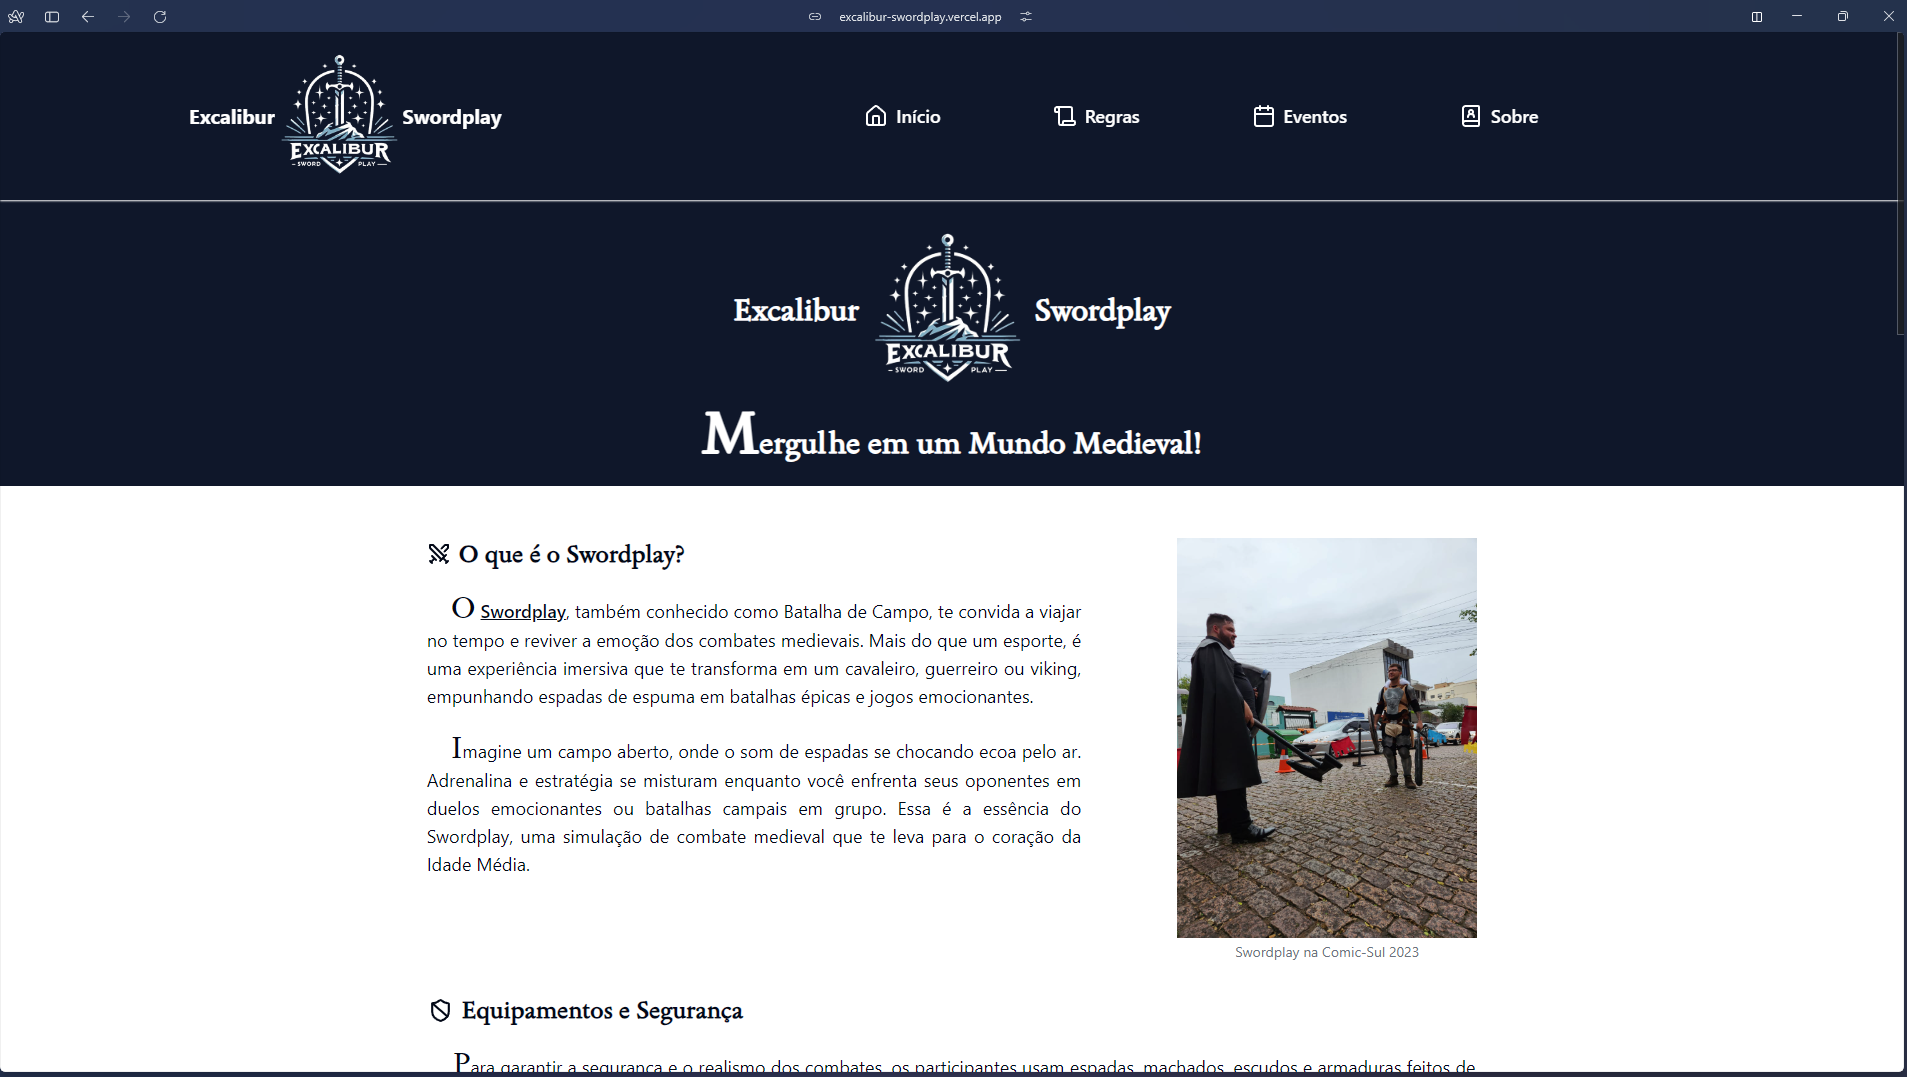 excalibur-swordplay.vercel.app
Excalibur
EXCALIBUR
SWORD PLAY
Swordplay
Início
Regras
Eventos
Sobre
Excalibur
EXCALIBUR
SWORD PLAY
Swordplay
Mergulhe em um Mundo Medieval!
O que é o Swordplay?
O Swordplay, também conhecido como Batalha de Campo, te convida a viajar
no tempo e reviver a emoção dos combates medievais. Mais do que um esporte, é
uma experiência imersiva que te transforma em um cavaleiro, guerreiro ou viking,
empunhando espadas de espuma em batalhas épicas e jogos emocionantes.
Imagine um campo aberto, onde o som de espadas se chocando ecoa pelo ar.
Adrenalina e estratégia se misturam enquanto você enfrenta seus oponentes em
duelos emocionantes ou batalhas campais em grupo. Essa é a essência do
Swordplay, uma simulação de combate medieval que te leva para o coração da
Idade Média.
Swordplay na Comic-Sul 2023
Equipamentos e Segurança
Para garantir a segurança e o realismo dos combates, os participantes usam espadas, machados, escudos e armaduras feitos de